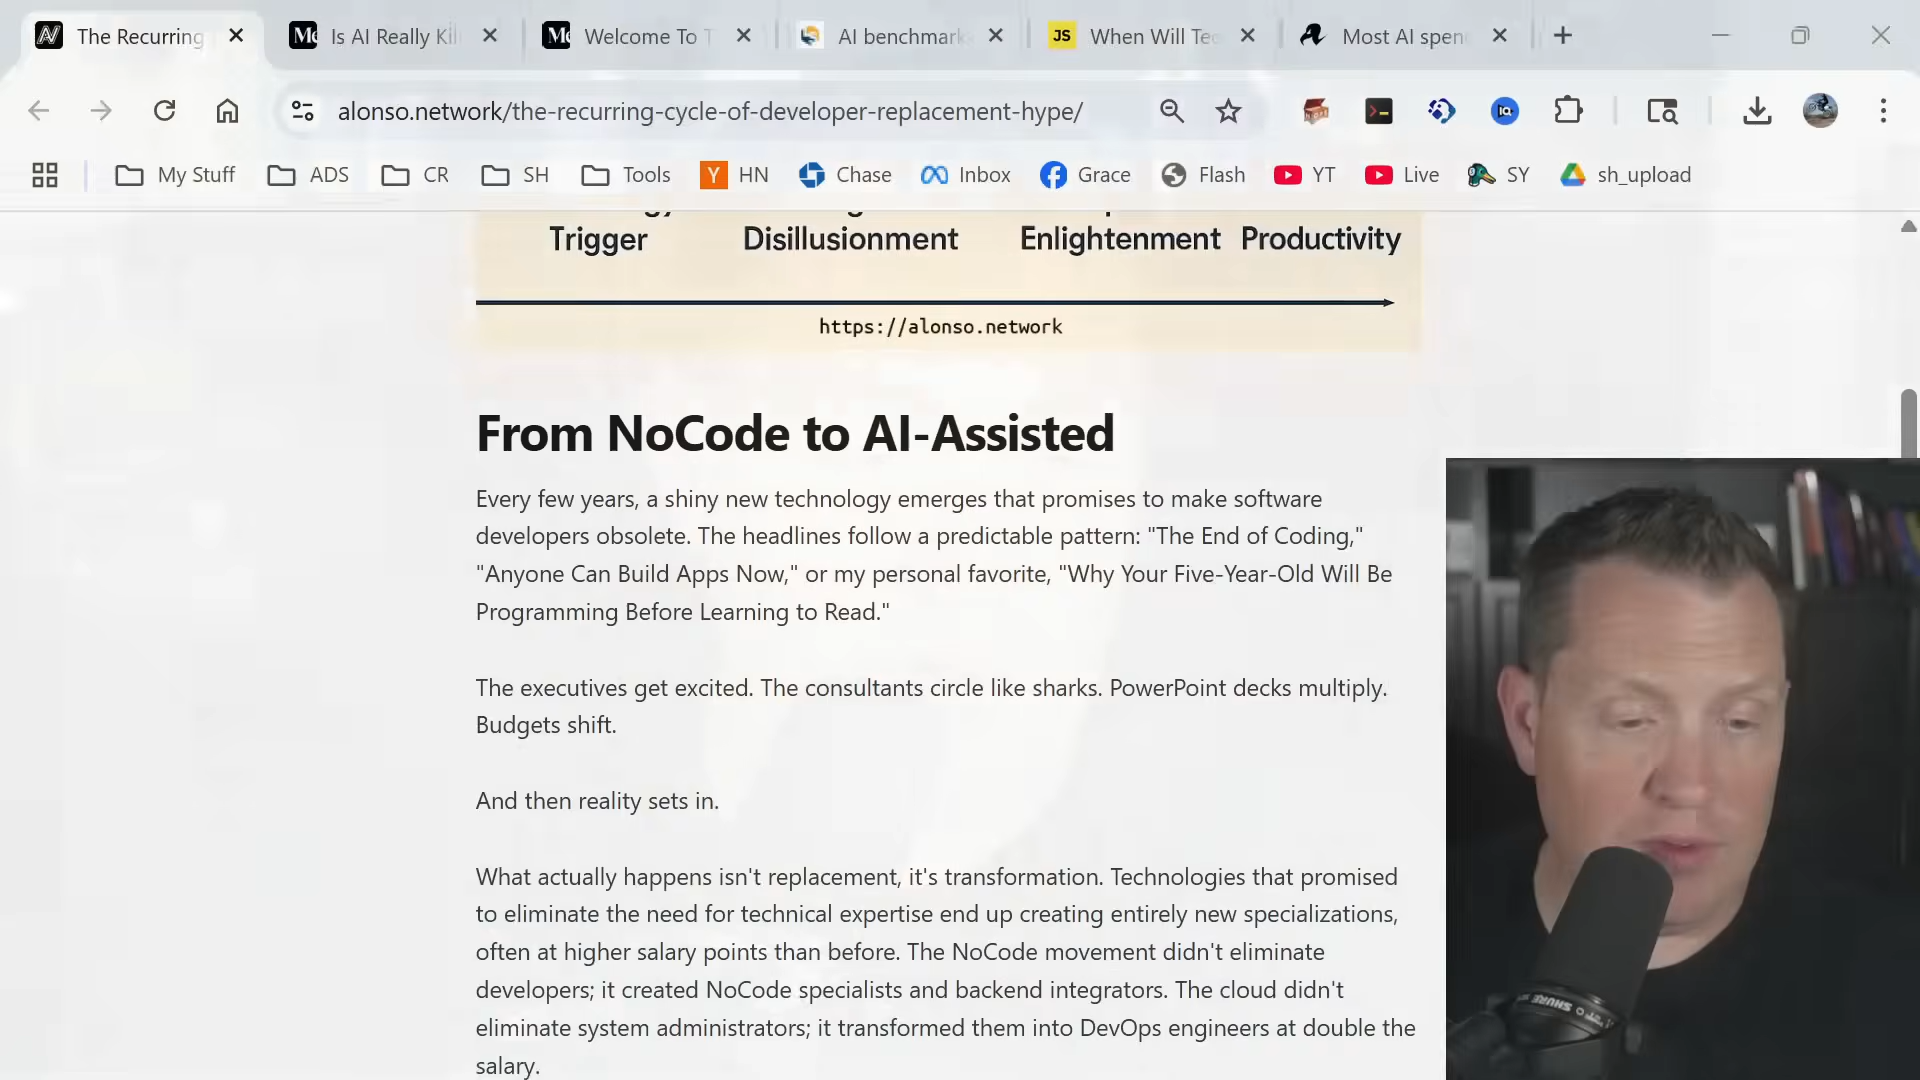 The Recurring
Is AI Really Kil
Welcome To T
AI benchmark
JS
When Will Tec
Most AI spen
alonso.network/the-recurring-cycle-of-developer-replacement-hype/
My Stuff
ADS
CR
SH
Tools
Y
HN
Chase
Inbox
Grace
Flash
YT
Live
SY
sh_upload
Trigger
Disillusionment
Enlightenment
Productivity
https://alonso.network
From NoCode to AI-Assisted
Every few years, a shiny new technology emerges that promises to make software
developers obsolete. The headlines follow a predictable pattern: "The End of Coding,"
"Anyone Can Build Apps Now," or my personal favorite, "Why Your Five-Year-Old Will Be
Programming Before Learning to Read."
The executives get excited. The consultants circle like sharks. PowerPoint decks multiply.
Budgets shift.
And then reality sets in.
What actually happens isn't replacement, it's transformation. Technologies that promised
to eliminate the need for technical expertise end up creating entirely new specializations,
often at higher salary points than before. The NoCode movement didn't eliminate
developers; it created NoCode specialists and backend integrators. The cloud didn't
eliminate system administrators; it transformed them into DevOps engineers at double the
salary.
SHURE